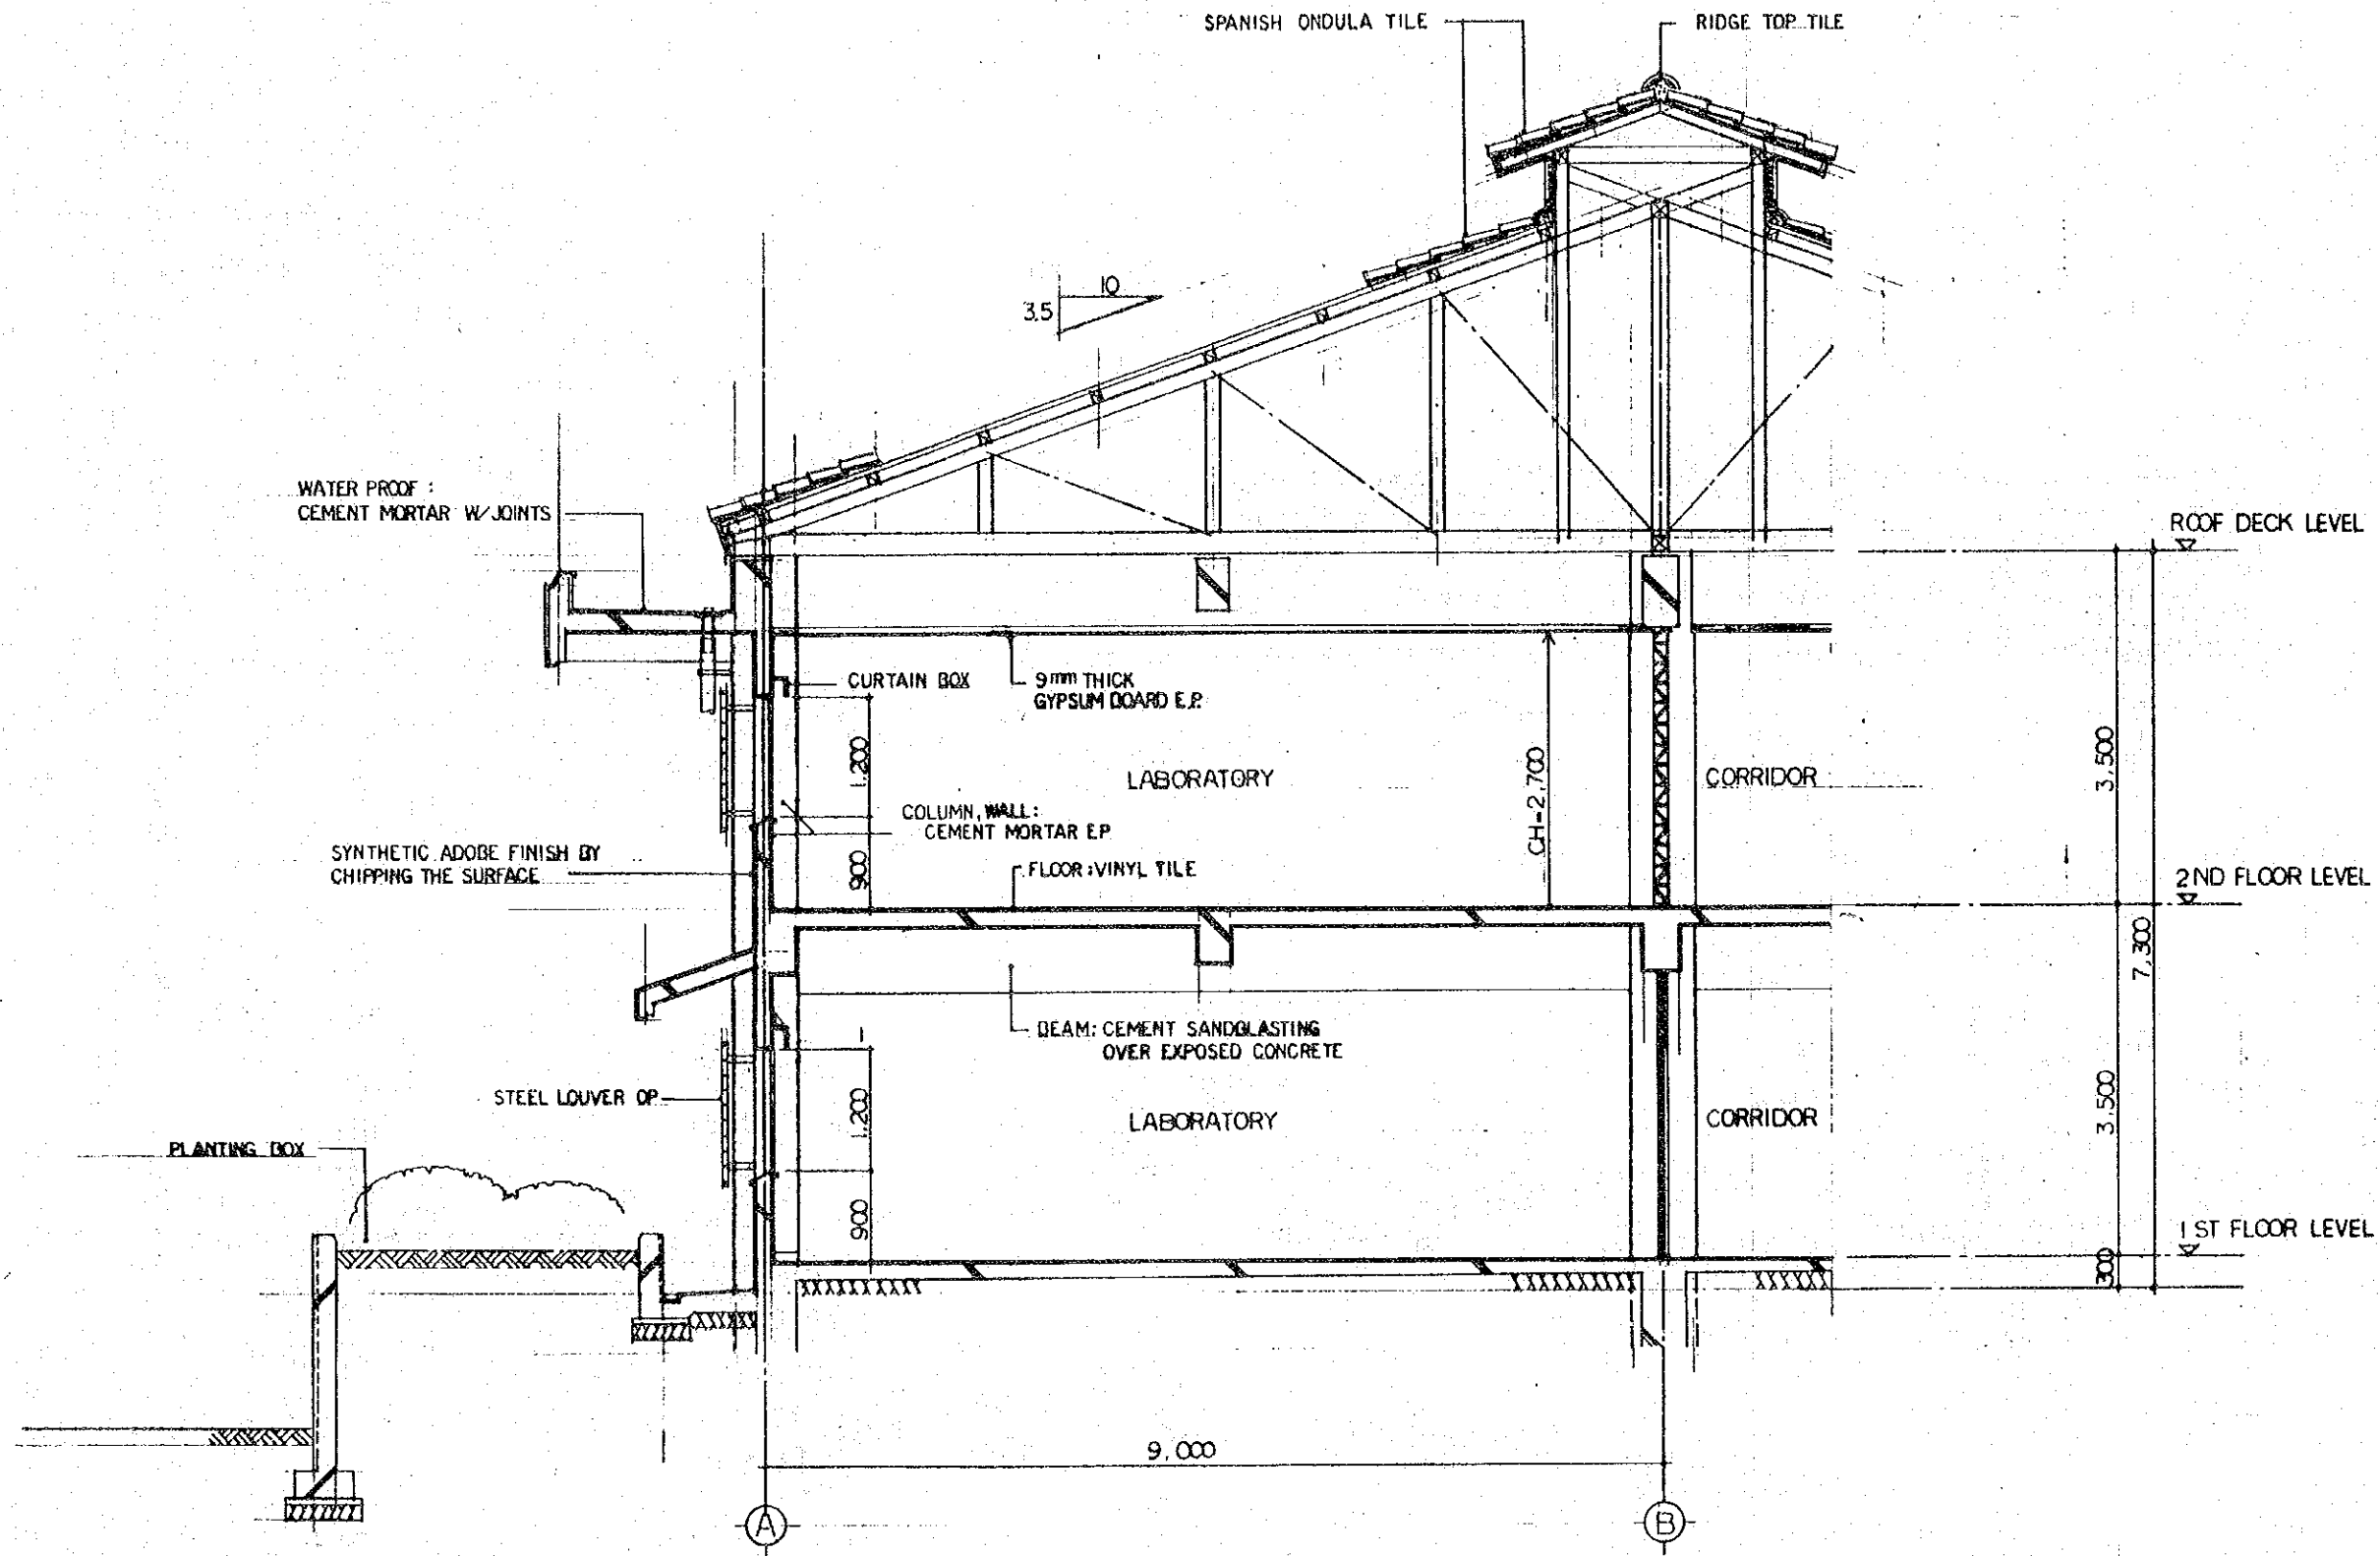 SPANISH ONDULA TILE
RIDGE TOP TILE
10
3.5
WATER PROOF :
CEMENT MORTAR W/JOINTS
ROOF DECK LEVEL
CURTAIN BOX
9mm THICK
GYPSUM BOARD E.P.
1,200
LABORATORY
CH=2,700
CORRIDOR
3,500
COLUMN, WALL:
CEMENT MORTAR E.P
SYNTHETIC ADOBE FINISH BY
CHIPPING THE SURFACE
900
FLOOR:VINYL TILE
2ND FLOOR LEVEL
7,300
BEAM: CEMENT SANDBLASTING
OVER EXPOSED CONCRETE
STEEL LOUVER OP
1,200
LABORATORY
CORRIDOR
3,500
PLANTING BOX
900
1 ST FLOOR LEVEL
300
9,000
A
B